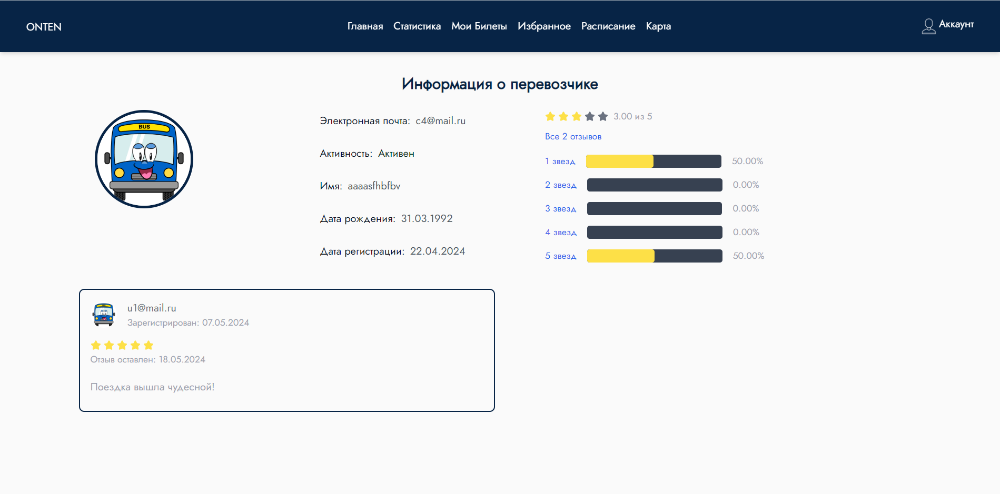 ONTEN
Главная Статистика Мои Билеты Избранное Расписание Карта
Аккаунт
Информация о перевозчике
BUS
Электронная почта: c4@mail.ru
Активность: Активен
Имя: aaaasfhbfbv
Дата рождения: 31.03.1992
Дата регистрации: 22.04.2024
3.00 из 5
Все 2 отзывов
1 звезд 50.00%
2 звезд 0.00%
3 звезд 0.00%
4 звезд 0.00%
5 звезд 50.00%
u1@mail.ru
Зарегистрирован: 07.05.2024
Отзыв оставлен: 18.05.2024
Поездка вышла чудесной!